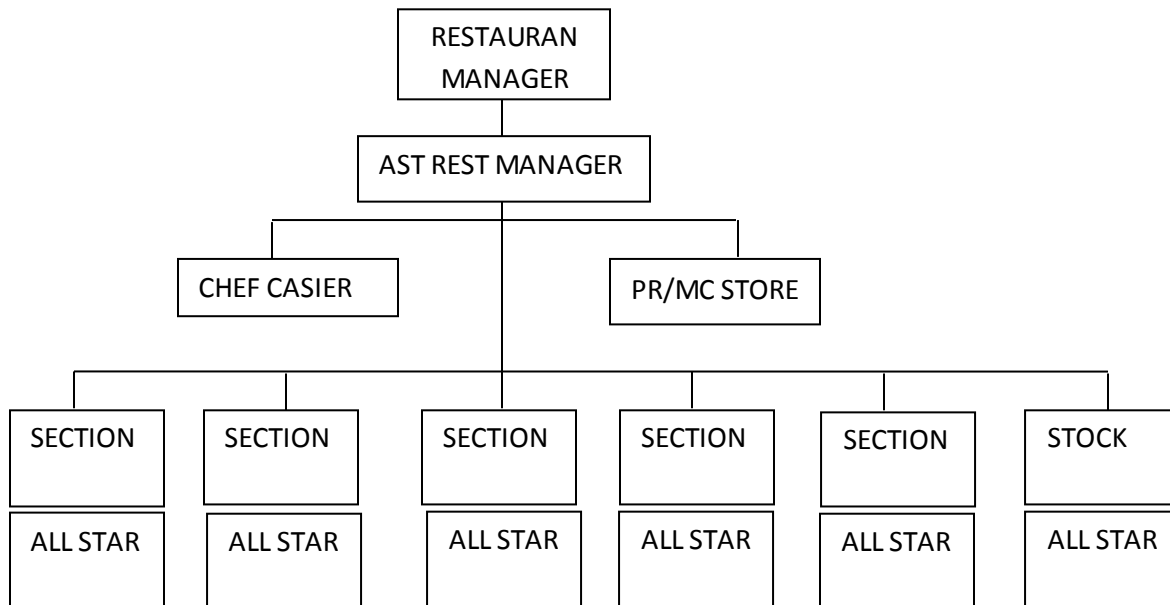 RESTAURAN
MANAGER
AST REST MANAGER
CHEF CASIER
PR/MC STORE
SECTION
SECTION
SECTION
SECTION
SECTION
STOCK
ALL STAR
ALL STAR
ALL STAR
ALL STAR
ALL STAR
ALL STAR